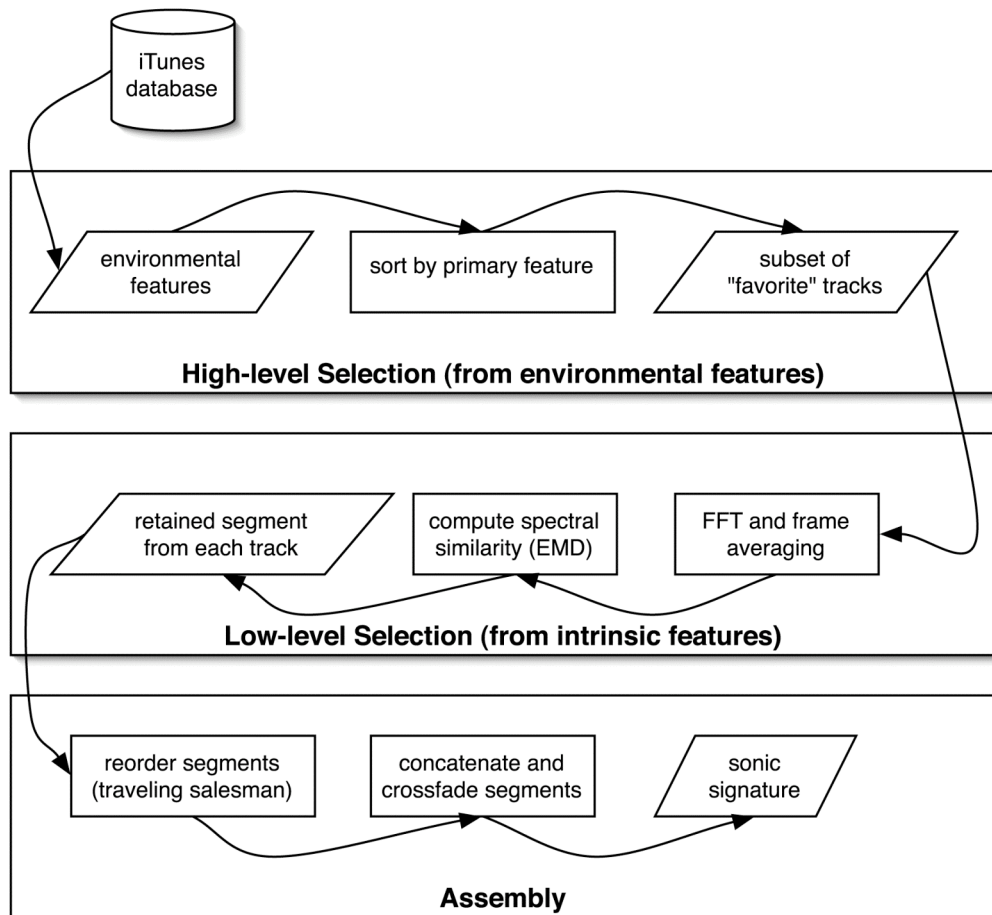 iTunes
database
environmental
features
sort by primary feature
subset of
"favorite" tracks
High-level Selection (from environmental features)
retained segment
from each track
compute spectral
similarity (EMD)
FFT and frame
averaging
Low-level Selection (from intrinsic features)
reorder segments
(traveling salesman)
concatenate and
crossfade segments
sonic
signature
Assembly